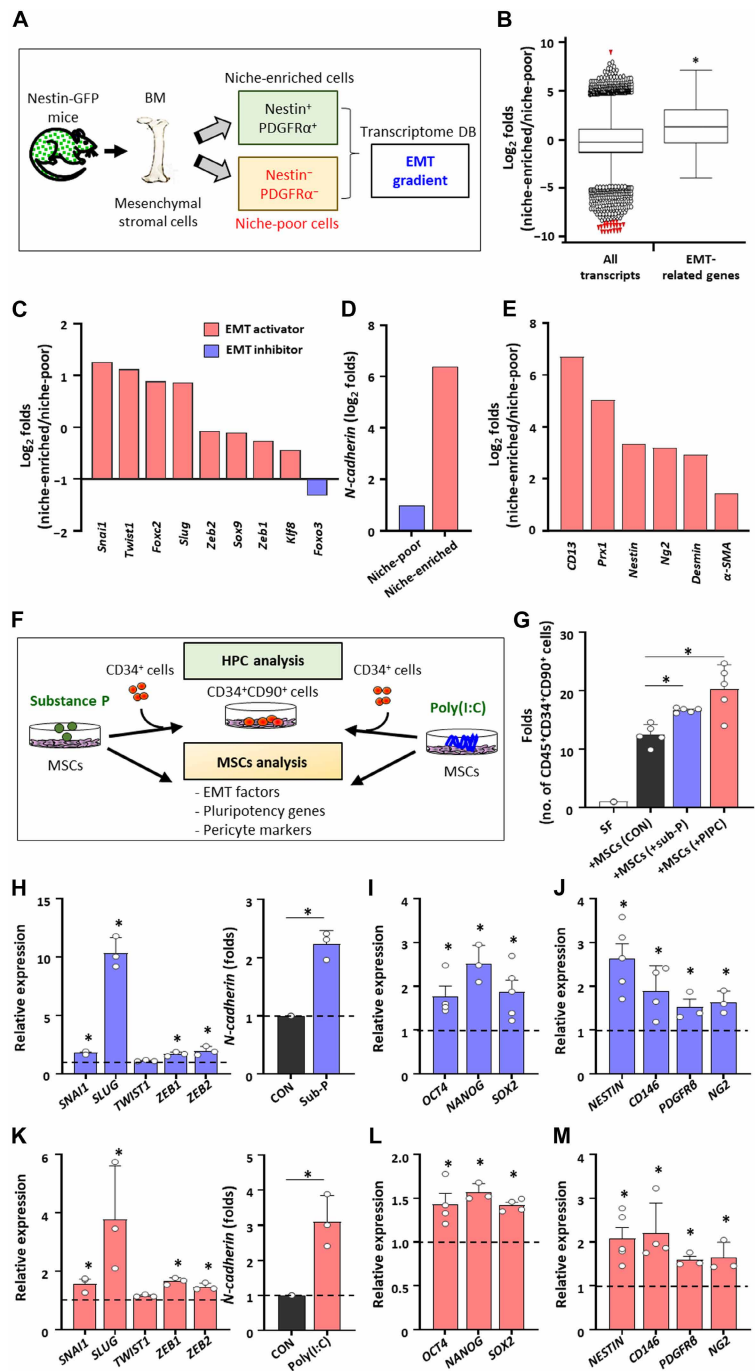 A
Nestin-GFP
mice
BM
Mesenchymal
stromal cells
Niche-enriched cells
Nestin⁺
PDGFRα⁺
Nestin⁻
PDGFRα⁻
Niche-poor cells
Transcriptome DB
EMT
gradient
B
Log₂ folds
(niche-enriched/niche-poor)
10
5
0
−5
−10
*
All
transcripts
EMT-
related genes
C
Log₂ folds
(niche-enriched/niche-poor)
2
1
0
−1
−2
EMT activator
EMT inhibitor
Snai1
Twist1
Foxc2
Slug
Zeb2
Sox9
Zeb1
Klf8
Foxo3
D
N-cadherin (log₂ folds)
8
6
4
2
0
Niche-poor
Niche-enriched
E
Log₂ folds
(niche-enriched/niche-poor)
8
6
4
2
0
CD13
Prx1
Nestin
Ng2
Desmin
α-SMA
F
Substance P
MSCs
CD34⁺ cells
HPC analysis
CD34⁺CD90⁺ cells
CD34⁺ cells
Poly(I:C)
MSCs
MSCs analysis
- EMT factors
- Pluripotency genes
- Pericyte markers
G
Folds
(no. of CD45⁺CD34⁺CD90⁺ cells)
30
20
10
0
*
*
SF
+MSCs (CON)
+MSCs (+sub-P)
+MSCs (+PIPC)
H
Relative expression
15
10
5
2
1
0
* * * *
SNAI1
SLUG
TWIST1
ZEB1
ZEB2
N-cadherin (folds)
3
2
1
0
*
CON
Sub-P
I
Relative expression
4
3
2
1
0
* * *
OCT4
NANOG
SOX2
J
Relative expression
4
3
2
1
0
* * * *
NESTIN
CD146
PDGFRβ
NG2
K
Relative expression
6
4
2
1
0
* * * *
SNAI1
SLUG
TWIST1
ZEB1
ZEB2
N-cadherin (folds)
5
4
3
2
1
0
*
CON
Poly(I:C)
L
Relative expression
2.0
1.5
1.0
0.5
0.0
* * *
OCT4
NANOG
SOX2
M
Relative expression
4
3
2
1
0
* * * *
NESTIN
CD146
PDGFRβ
NG2